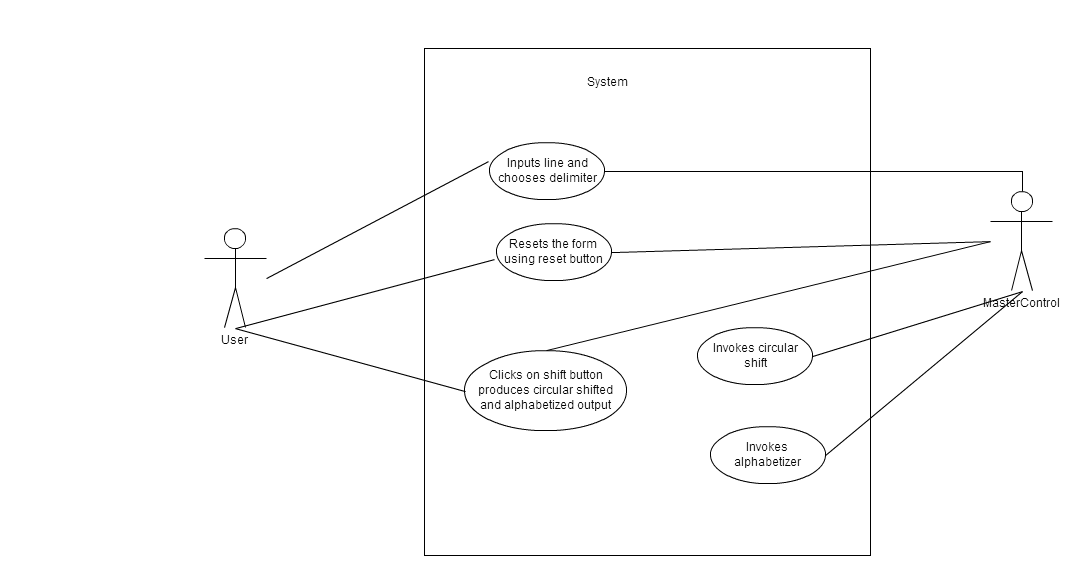 System
Inputs line and
chooses delimiter
Resets the form
using reset button
User
MasterControl
Clicks on shift button
produces circular shifted
and alphabetized output
Invokes circular
shift
Invokes
alphabetizer